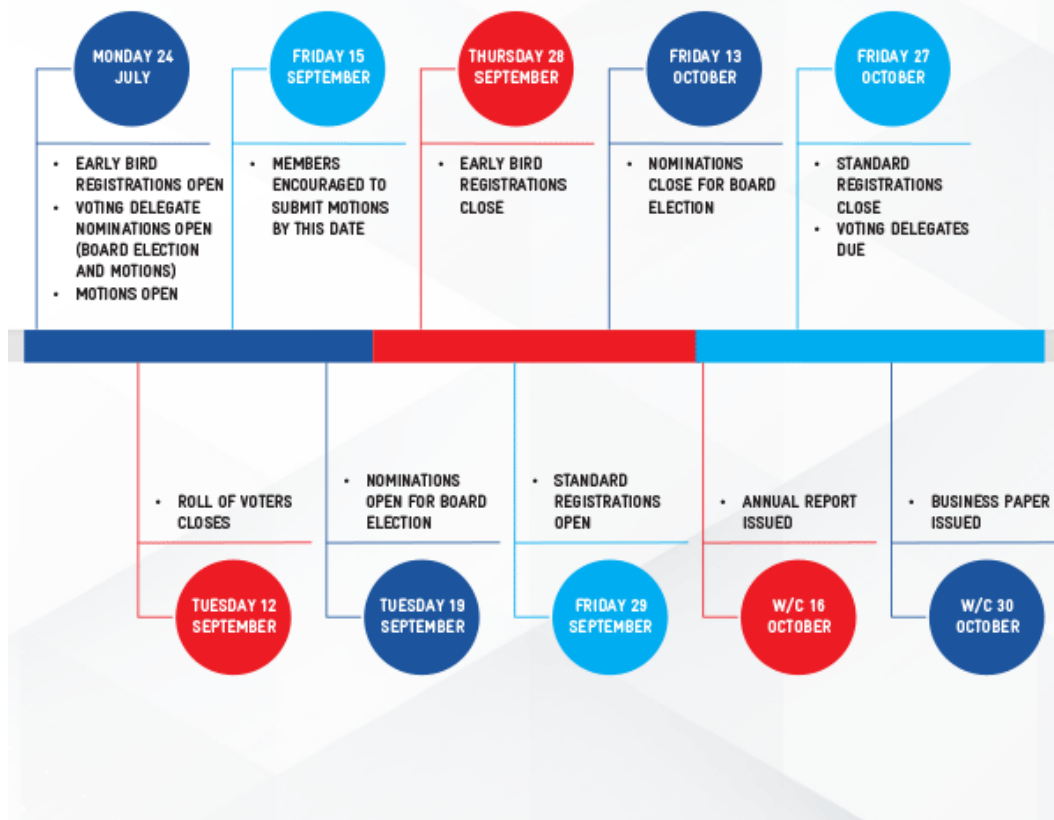 MONDAY 24
JULY
• EARLY BIRD
REGISTRATIONS OPEN
• VOTING DELEGATE
NOMINATIONS OPEN
(BOARD ELECTION
AND MOTIONS)
• MOTIONS OPEN
FRIDAY 15
SEPTEMBER
• MEMBERS
ENCOURAGED TO
SUBMIT MOTIONS
BY THIS DATE
THURSDAY 28
SEPTEMBER
• EARLY BIRD
REGISTRATIONS
CLOSE
FRIDAY 13
OCTOBER
• NOMINATIONS
CLOSE FOR BOARD
ELECTION
FRIDAY 27
OCTOBER
• STANDARD
REGISTRATIONS
CLOSE
• VOTING DELEGATES
DUE
• ROLL OF VOTERS
CLOSES
TUESDAY 12
SEPTEMBER
• NOMINATIONS
OPEN FOR BOARD
ELECTION
TUESDAY 19
SEPTEMBER
• STANDARD
REGISTRATIONS
OPEN
FRIDAY 29
SEPTEMBER
• ANNUAL REPORT
ISSUED
W/C 16
OCTOBER
• BUSINESS PAPER
ISSUED
W/C 30
OCTOBER